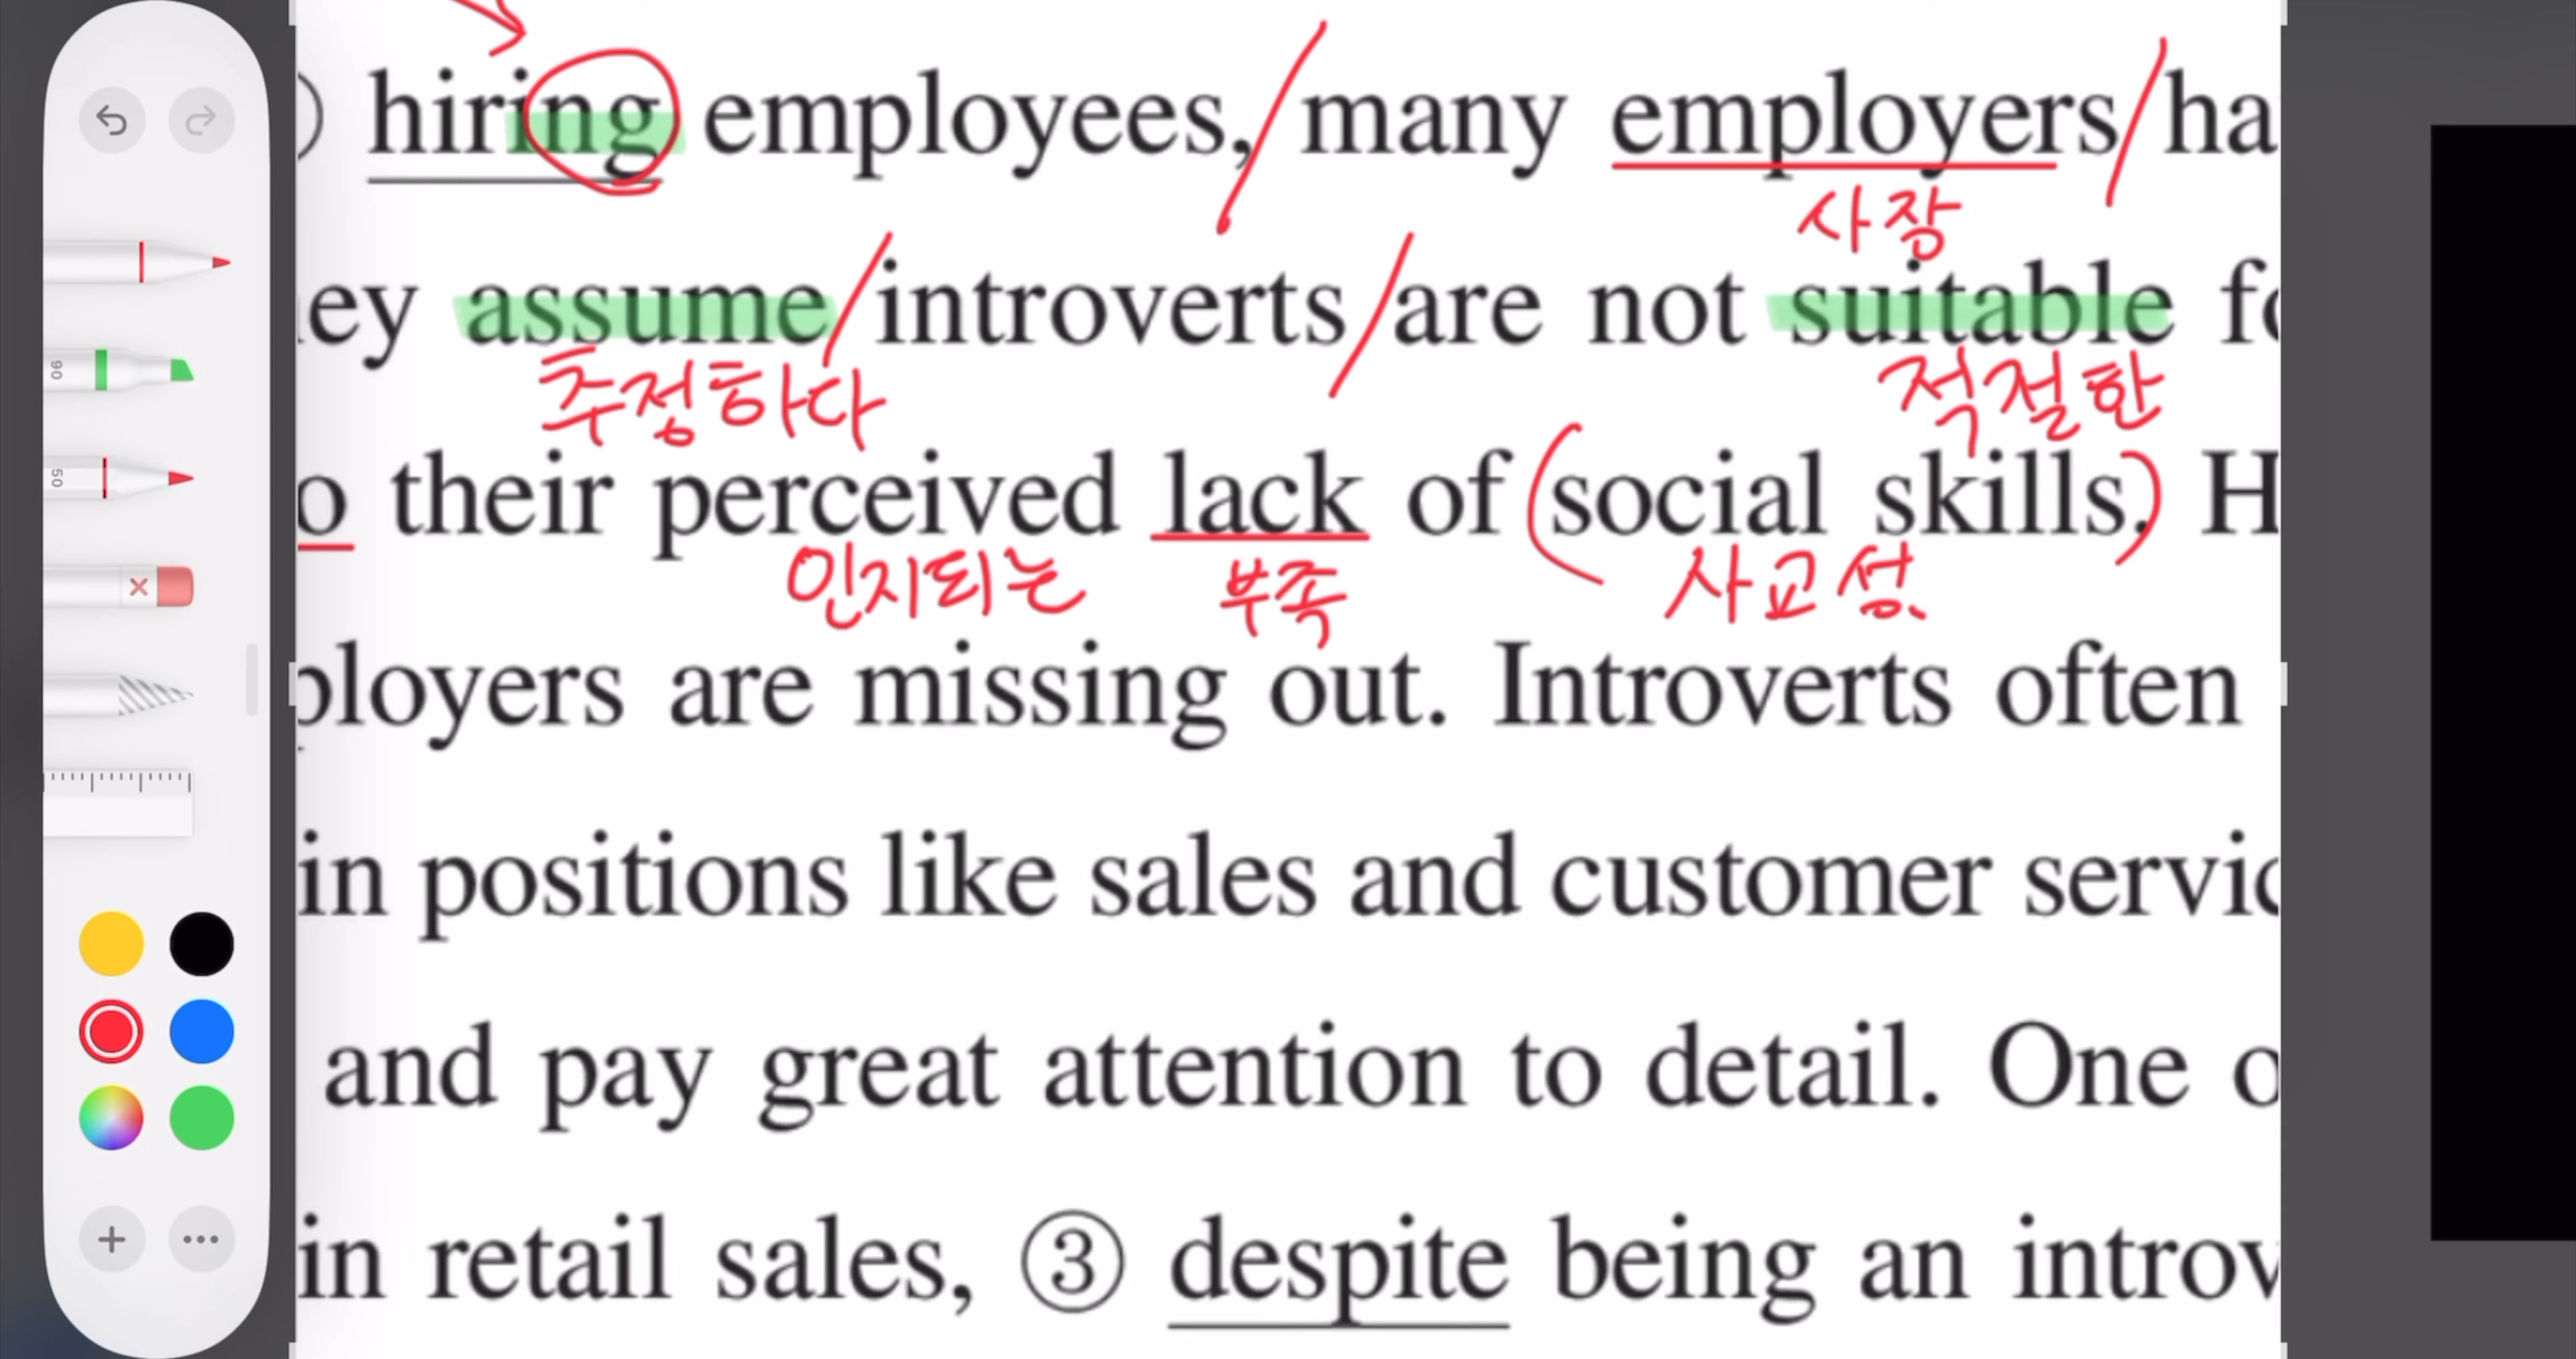 hiring employees, many employers ha
사장
ey assume introverts are not suitable fo
추정하다 적절한
o their perceived lack of (social skills.) H
인지되는 부족 사교성
ployers are missing out. Introverts often
in positions like sales and customer servic
and pay great attention to detail. One o
in retail sales, ③ despite being an introv
90
50